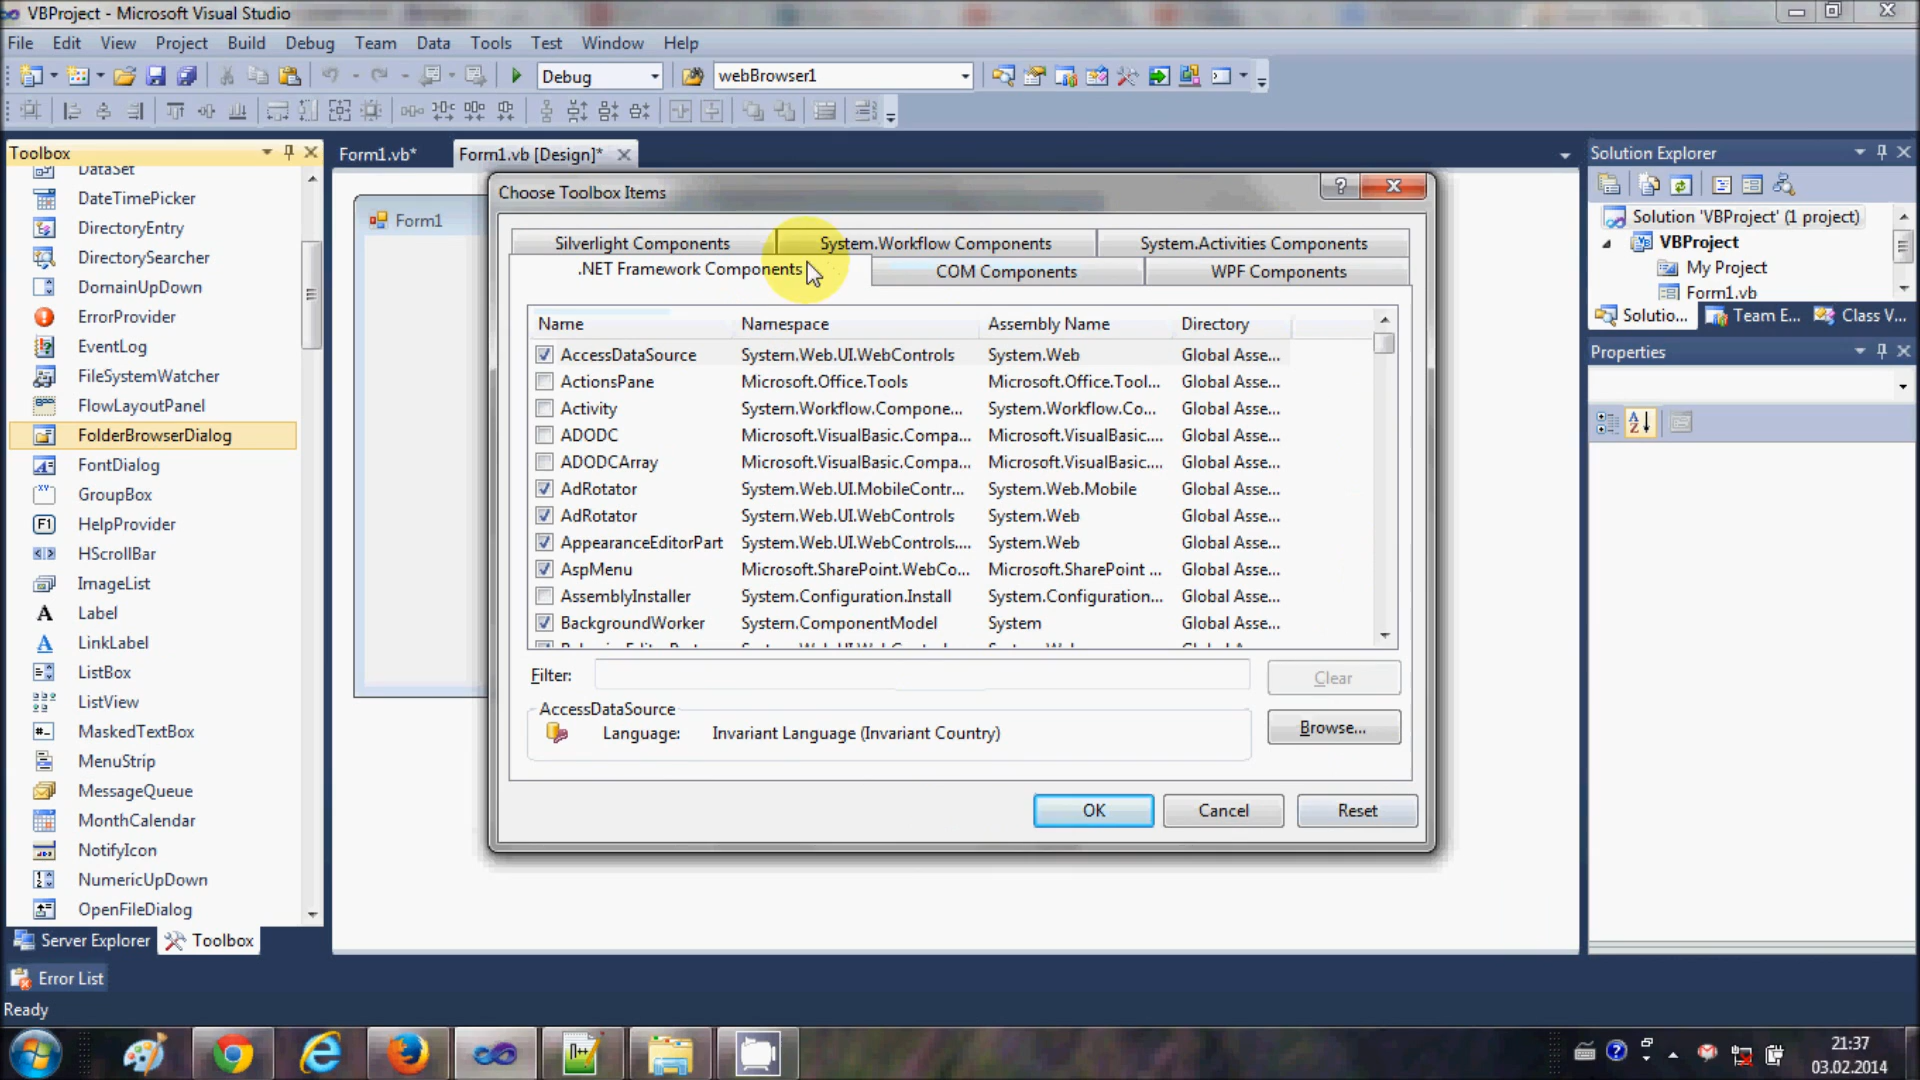 VBProject - Microsoft Visual Studio
File Edit View Project Build Debug Team Data Tools Test Window Help
Debug webBrowser1
Toolbox
DataSet
DateTimePicker
DirectoryEntry
DirectorySearcher
DomainUpDown
ErrorProvider
EventLog
FileSystemWatcher
FlowLayoutPanel
FolderBrowserDialog
FontDialog
GroupBox
HelpProvider
HScrollBar
ImageList
Label
LinkLabel
ListBox
ListView
MaskedTextBox
MenuStrip
MessageQueue
MonthCalendar
NotifyIcon
NumericUpDown
OpenFileDialog
Server Explorer Toolbox
Error List
Ready
Form1.vb* Form1.vb [Design]*
Form1
Choose Toolbox Items
Silverlight Components System.Workflow Components System.Activities Components
.NET Framework Components COM Components WPF Components
Name Namespace Assembly Name Directory
AccessDataSource System.Web.UI.WebControls System.Web Global Asse...
ActionsPane Microsoft.Office.Tools Microsoft.Office.Tool... Global Asse...
Activity System.Workflow.Compone... System.Workflow.Co... Global Asse...
ADODC Microsoft.VisualBasic.Compa... Microsoft.VisualBasic.... Global Asse...
ADODCArray Microsoft.VisualBasic.Compa... Microsoft.VisualBasic.... Global Asse...
AdRotator System.Web.UI.MobileContr... System.Web.Mobile Global Asse...
AdRotator System.Web.UI.WebControls System.Web Global Asse...
AppearanceEditorPart System.Web.UI.WebControls.... System.Web Global Asse...
AspMenu Microsoft.SharePoint.WebCo... Microsoft.SharePoint ... Global Asse...
AssemblyInstaller System.Configuration.Install System.Configuration... Global Asse...
BackgroundWorker System.ComponentModel System Global Asse...
Filter: Clear
AccessDataSource
Language: Invariant Language (Invariant Country)
Browse...
OK Cancel Reset
Solution Explorer
Solution 'VBProject' (1 project)
VBProject
My Project
Form1.vb
Solutio... Team E... Class V...
Properties
21:37
03.02.2014